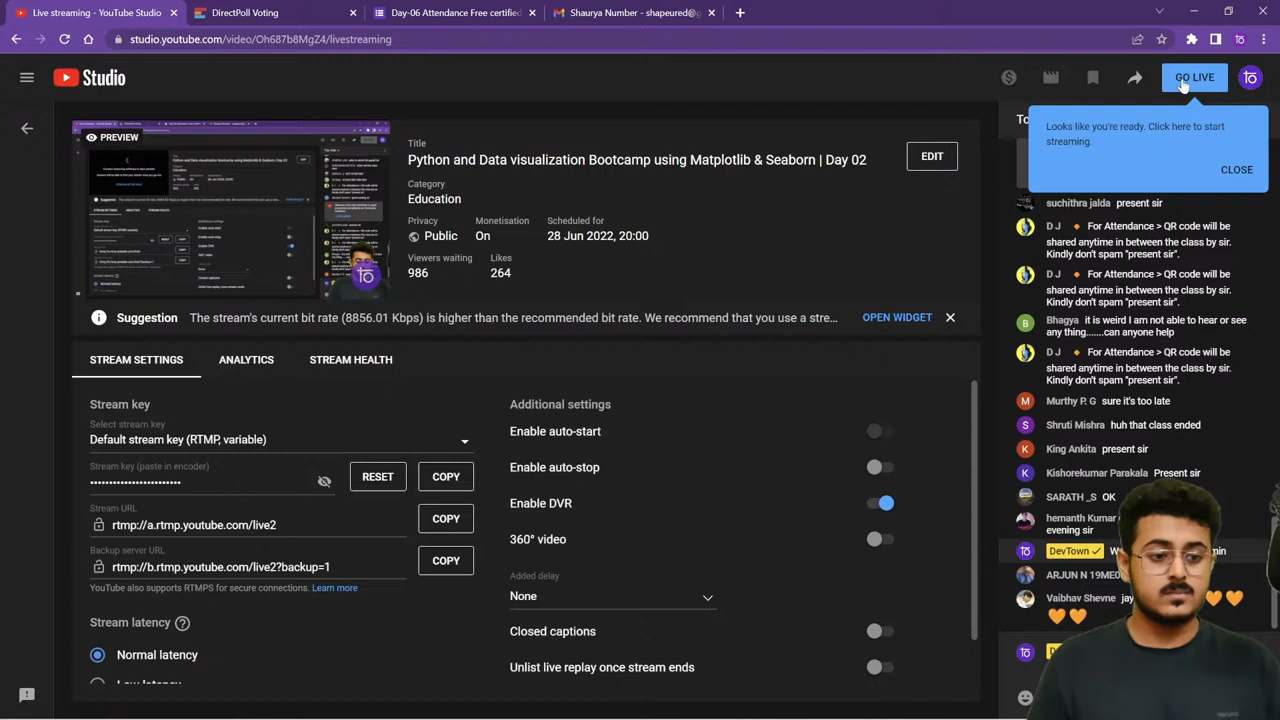 Live streaming - YouTube Studio
DirectPoll Voting
Day-06 Attendance Free certified
Shaurya Number - shapeured@g
studio.youtube.com/video/Oh687b8MgZ4/livestreaming
Studio
GO LIVE
Looks like you're ready. Click here to start
streaming.
CLOSE
PREVIEW
Title
Python and Data visualization Bootcamp using Matplotlib & Seaborn | Day 02
EDIT
Category
Education
Privacy
Public
Monetisation
On
Scheduled for
28 Jun 2022, 20:00
Viewers waiting
986
Likes
264
Suggestion
The stream's current bit rate (8856.01 Kbps) is higher than the recommended bit rate. We recommend that you use a stre...
OPEN WIDGET
STREAM SETTINGS
ANALYTICS
STREAM HEALTH
Stream key
Select stream key
Default stream key (RTMP, variable)
Stream key (paste in encoder)
RESET
COPY
Stream URL
rtmp://a.rtmp.youtube.com/live2
COPY
Backup server URL
rtmp://b.rtmp.youtube.com/live2?backup=1
COPY
YouTube also supports RTMPS for secure connections. Learn more
Stream latency
Normal latency
Low latency
Additional settings
Enable auto-start
Enable auto-stop
Enable DVR
360° video
Added delay
None
Closed captions
Unlist live replay once stream ends
To
suchithra jalda present sir
D J For Attendance > QR code will be
shared anytime in between the class by sir.
Kindly don't spam "present sir".
D J For Attendance > QR code will be
shared anytime in between the class by sir.
Kindly don't spam "present sir".
Bhagya it is weird I am not able to hear or see
any thing.......can anyone help
D J For Attendance > QR code will be
shared anytime in between the class by sir.
Kindly don't spam "present sir".
Murthy P. G sure it's too late
Shruti Mishra huh that class ended
King Ankita present sir
Kishorekumar Parakala Present sir
SARATH _S OK
hemanth Kumar
evening sir
DevTown
min
ARJUN N 19ME0
Vaibhav Shevne